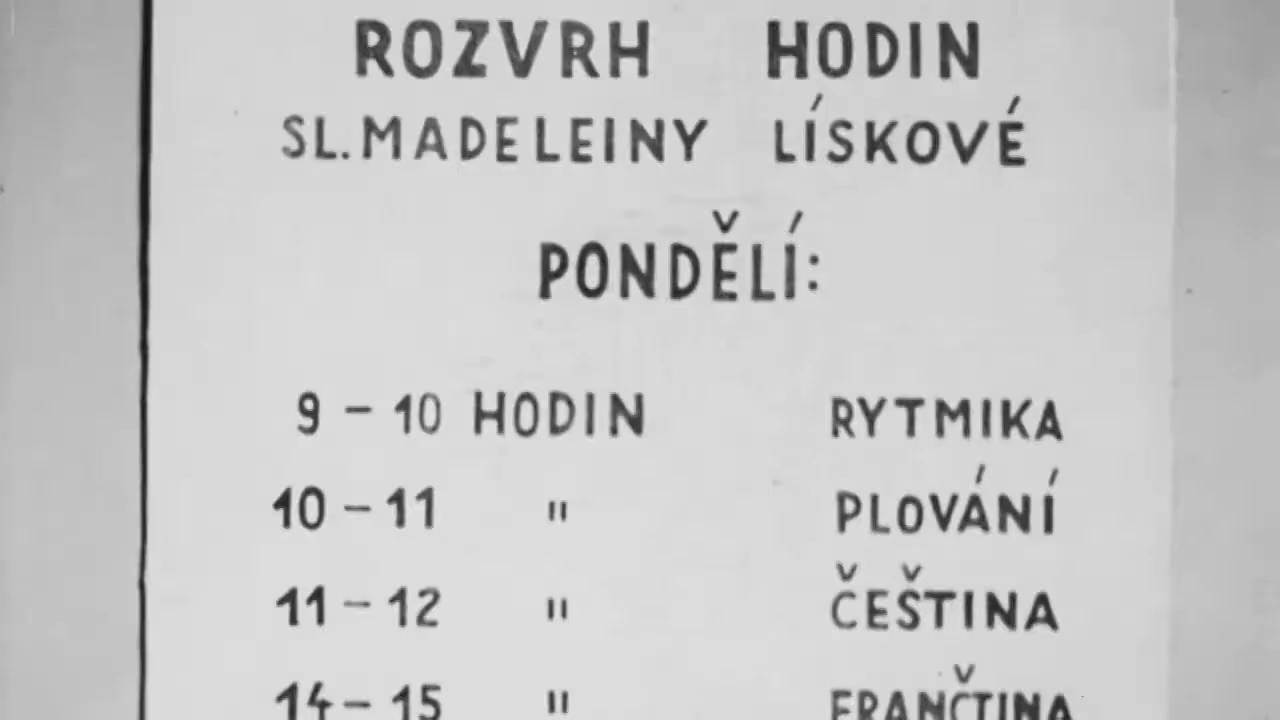 ROZVRH HODIN
SL. MADELEINY LÍSKOVÉ
PONDĚLÍ:
9 – 10 HODIN RYTMIKA
10 – 11 " PLOVÁNÍ
11 – 12 " ČEŠTINA
14 – 15 " FRANČTINA